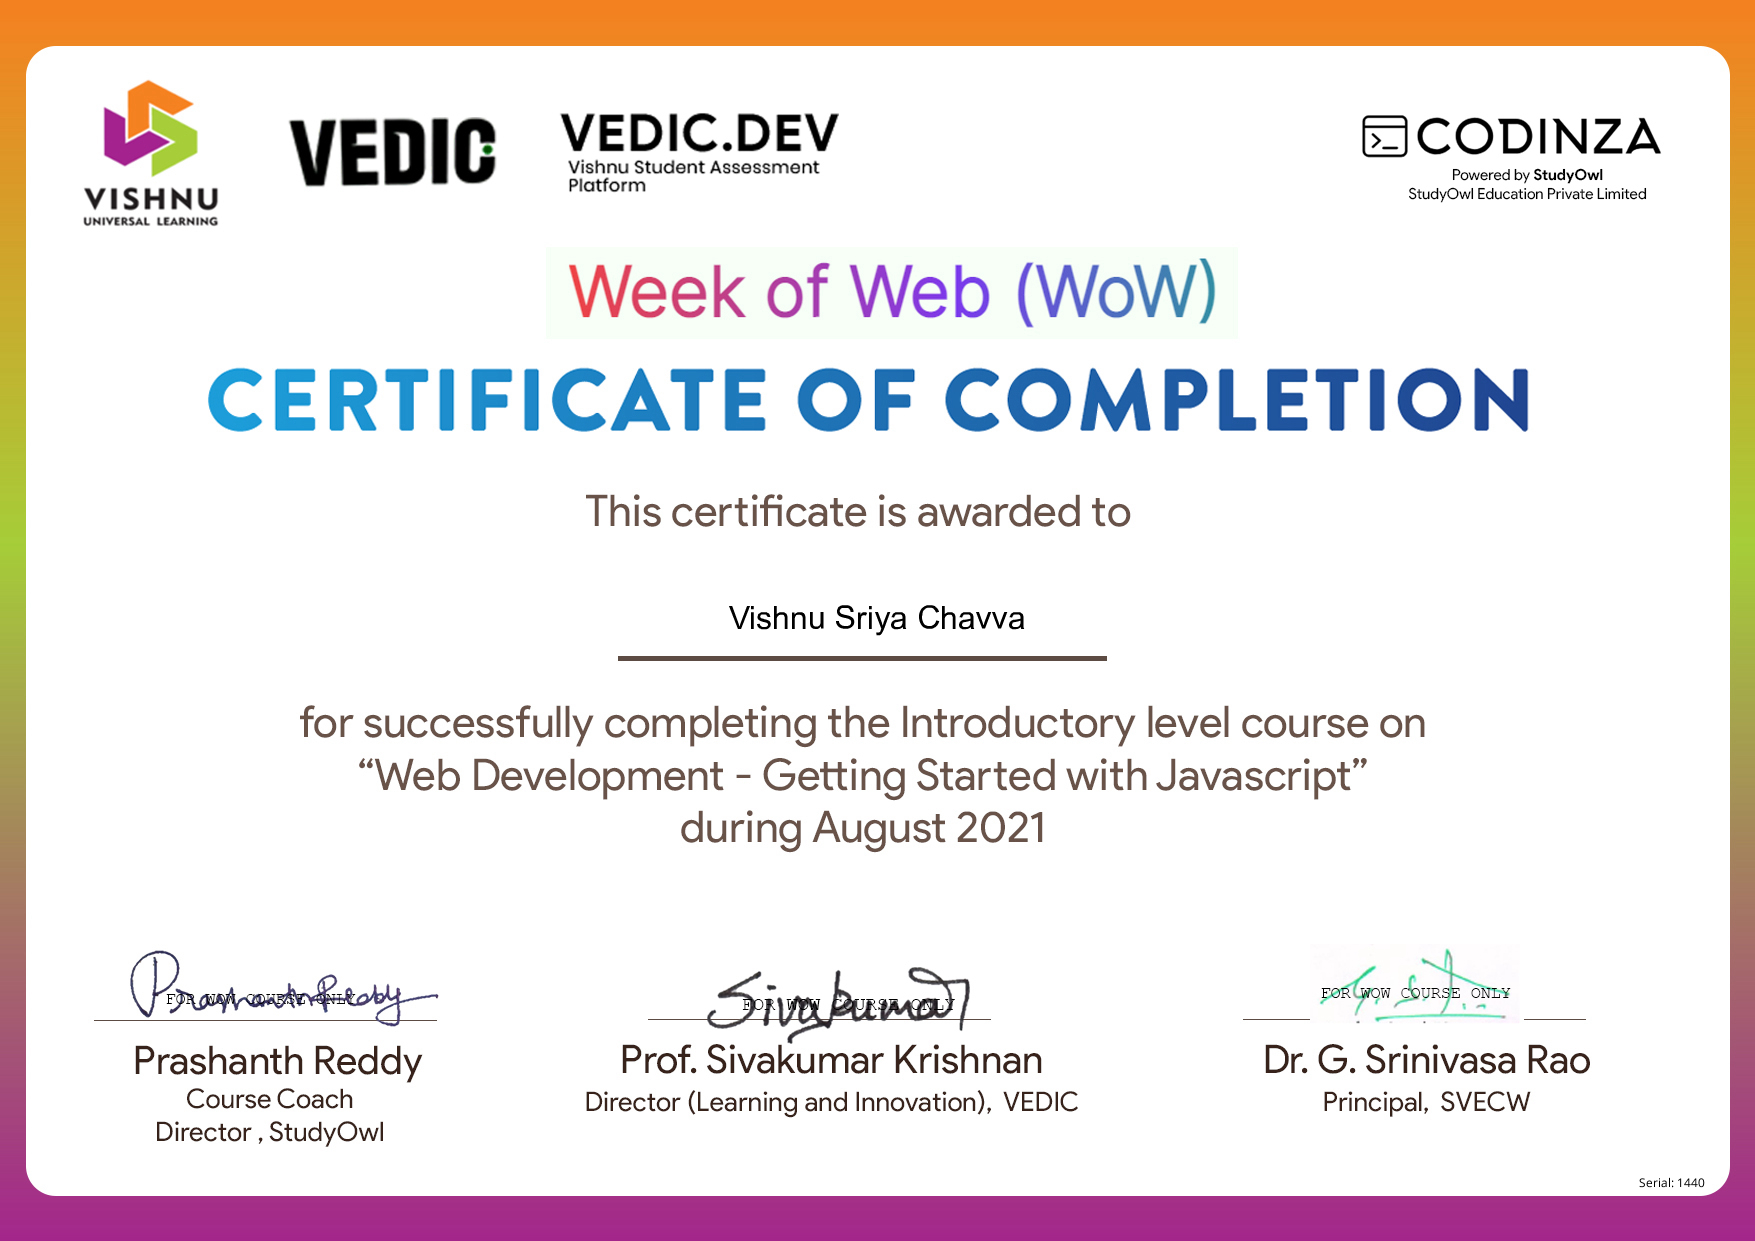 VISHNU
UNIVERSAL LEARNING
VEDIC
VEDIC.DEV
Vishnu Student Assessment
Platform
CODINZA
Powered by StudyOwl
StudyOwl Education Private Limited
Week of Web (WoW)
CERTIFICATE OF COMPLETION
This certificate is awarded to
Vishnu Sriya Chavva
for successfully completing the Introductory level course on
“Web Development - Getting Started with Javascript”
during August 2021
Prashanth Reddy
FOR WOW COURSE ONLY
Sivakumar
FOR WOW COURSE ONLY
FOR WOW COURSE ONLY
Prashanth Reddy
Course Coach
Director , StudyOwl
Prof. Sivakumar Krishnan
Director (Learning and Innovation), VEDIC
Dr. G. Srinivasa Rao
Principal, SVECW
Serial: 1440